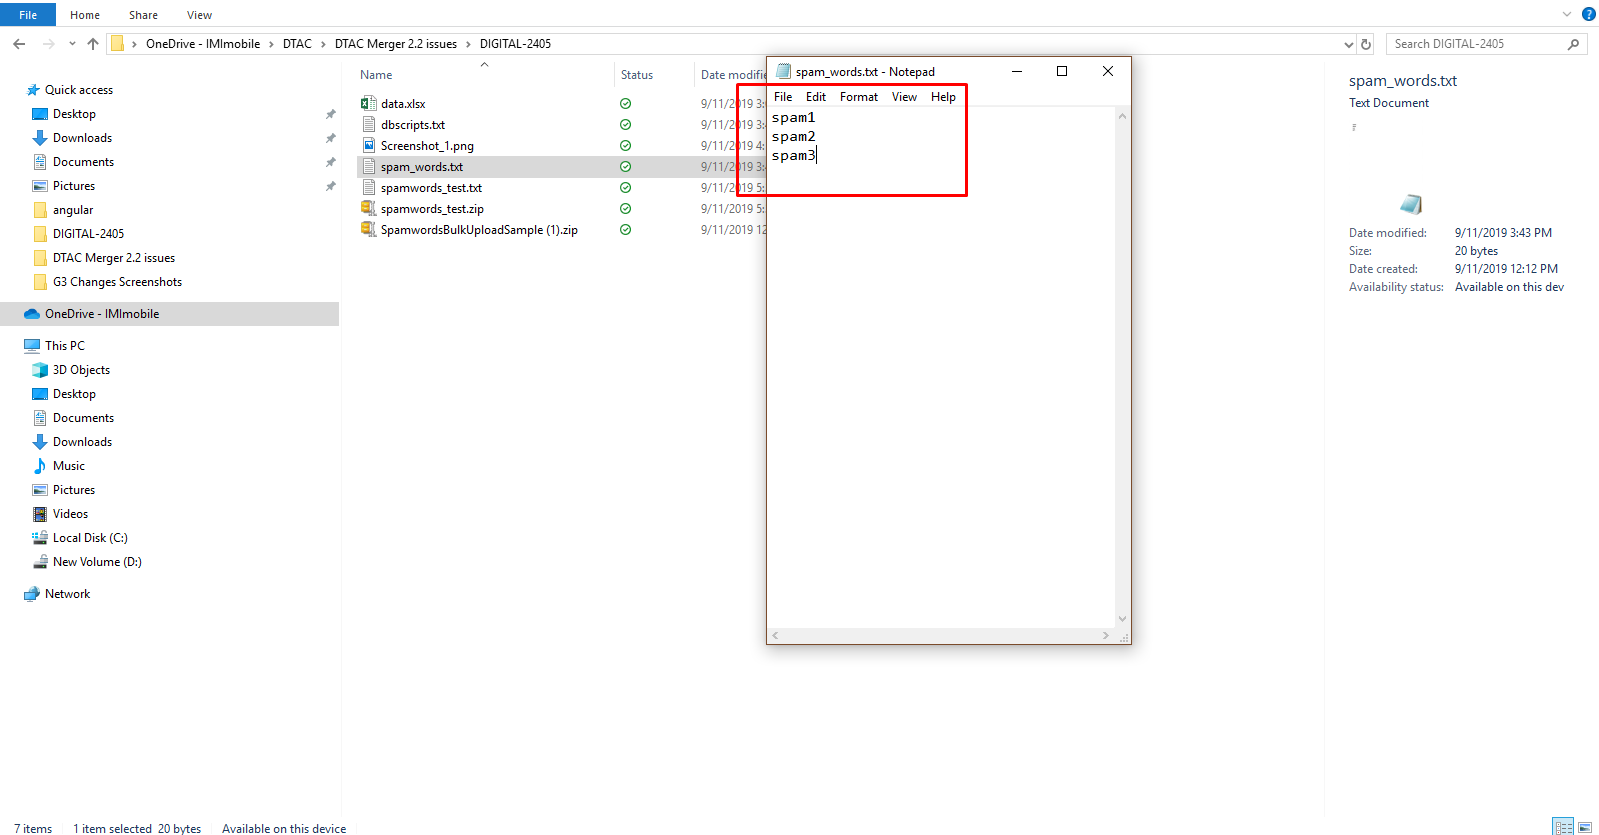 File Home Share View
OneDrive - IMImobile > DTAC > DTAC Merger 2.2 issues > DIGITAL-2405
Search DIGITAL-2405
Quick access
Desktop
Downloads
Documents
Pictures
angular
DIGITAL-2405
DTAC Merger 2.2 issues
G3 Changes Screenshots
OneDrive - IMImobile
This PC
3D Objects
Desktop
Documents
Downloads
Music
Pictures
Videos
Local Disk (C:)
New Volume (D:)
Network
Name Status Date modifie
data.xlsx 9/11/2019 3:
dbscripts.txt 9/11/2019 3:
Screenshot_1.png 9/11/2019 4:
spam_words.txt 9/11/2019 3:
spamwords_test.txt 9/11/2019 5:
spamwords_test.zip 9/11/2019 5:
SpamwordsBulkUploadSample (1).zip 9/11/2019 12
spam_words.txt - Notepad
File Edit Format View Help
spam1
spam2
spam3
spam_words.txt
Text Document
Date modified: 9/11/2019 3:43 PM
Size: 20 bytes
Date created: 9/11/2019 12:12 PM
Availability status: Available on this dev
7 items 1 item selected 20 bytes Available on this device